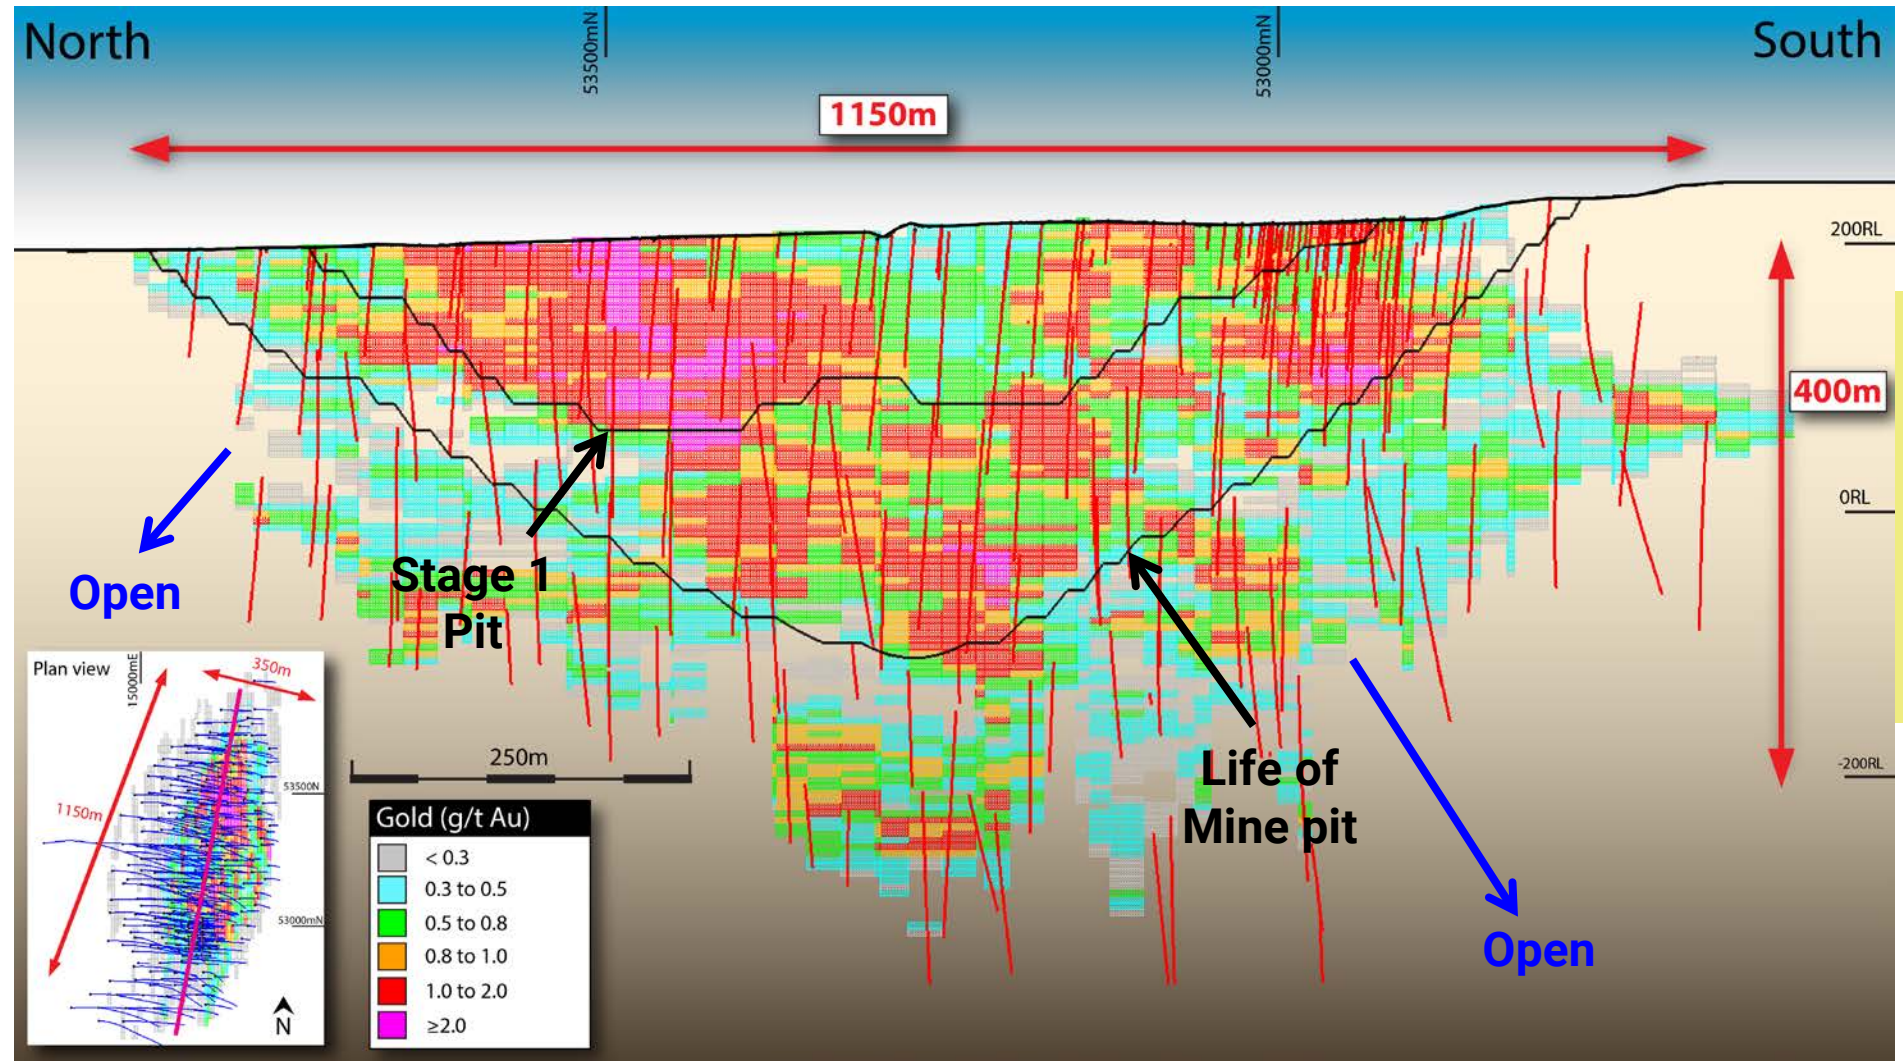 North
South
53500mN
53000mN
1150m
200RL
400m
0RL
-200RL
Open
Stage 1
Pit
Life of
Mine pit
Open
250m
Plan view
15000mE
350m
1150m
53500N
53000mN
N
Gold (g/t Au)
< 0.3
0.3 to 0.5
0.5 to 0.8
0.8 to 1.0
1.0 to 2.0
≥2.0